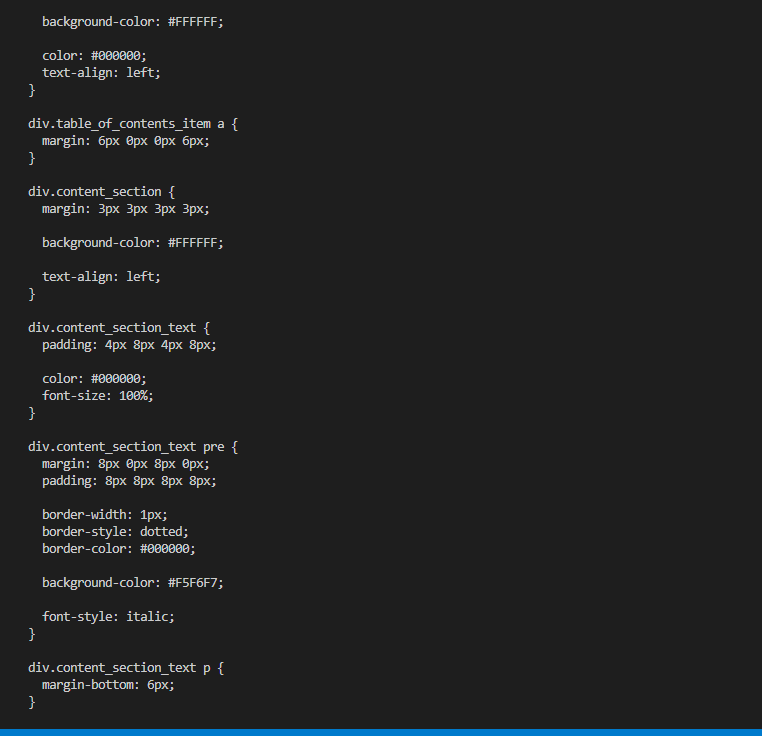 background-color: #FFFFFF;
color: #000000;
text-align: left;
}
div.table_of_contents_item a {
margin: 6px 0px 0px 6px;
}
div.content_section {
margin: 3px 3px 3px 3px;
background-color: #FFFFFF;
text-align: left;
}
div.content_section_text {
padding: 4px 8px 4px 8px;
color: #000000;
font-size: 100%;
}
div.content_section_text pre {
margin: 8px 0px 8px 0px;
padding: 8px 8px 8px 8px;
border-width: 1px;
border-style: dotted;
border-color: #000000;
background-color: #F5F6F7;
font-style: italic;
}
div.content_section_text p {
margin-bottom: 6px;
}